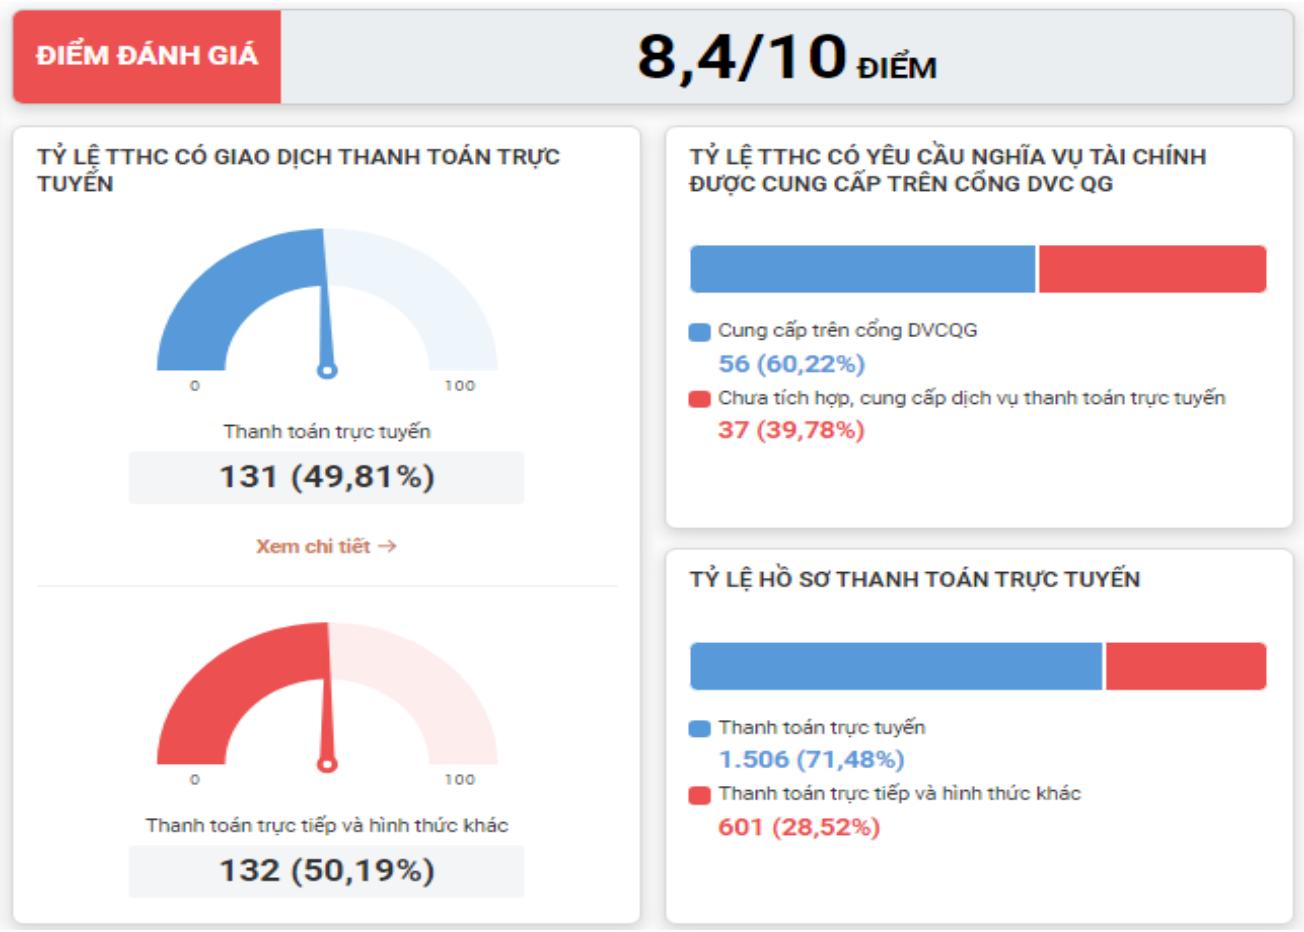 ĐIỂM ĐÁNH GIÁ
8,4/10 ĐIỂM
TỶ LỆ TTHC CÓ GIAO DỊCH THANH TOÁN TRỰC
TUYẾN
0
100
Thanh toán trực tuyến
131 (49,81%)
Xem chi tiết →
0
100
Thanh toán trực tiếp và hình thức khác
132 (50,19%)
TỶ LỆ TTHC CÓ YÊU CẦU NGHĨA VỤ TÀI CHÍNH
ĐƯỢC CUNG CẤP TRÊN CỔNG DVC QG
Cung cấp trên cổng DVCQG
56 (60,22%)
Chưa tích hợp, cung cấp dịch vụ thanh toán trực tuyến
37 (39,78%)
TỶ LỆ HỒ SƠ THANH TOÁN TRỰC TUYẾN
Thanh toán trực tuyến
1.506 (71,48%)
Thanh toán trực tiếp và hình thức khác
601 (28,52%)